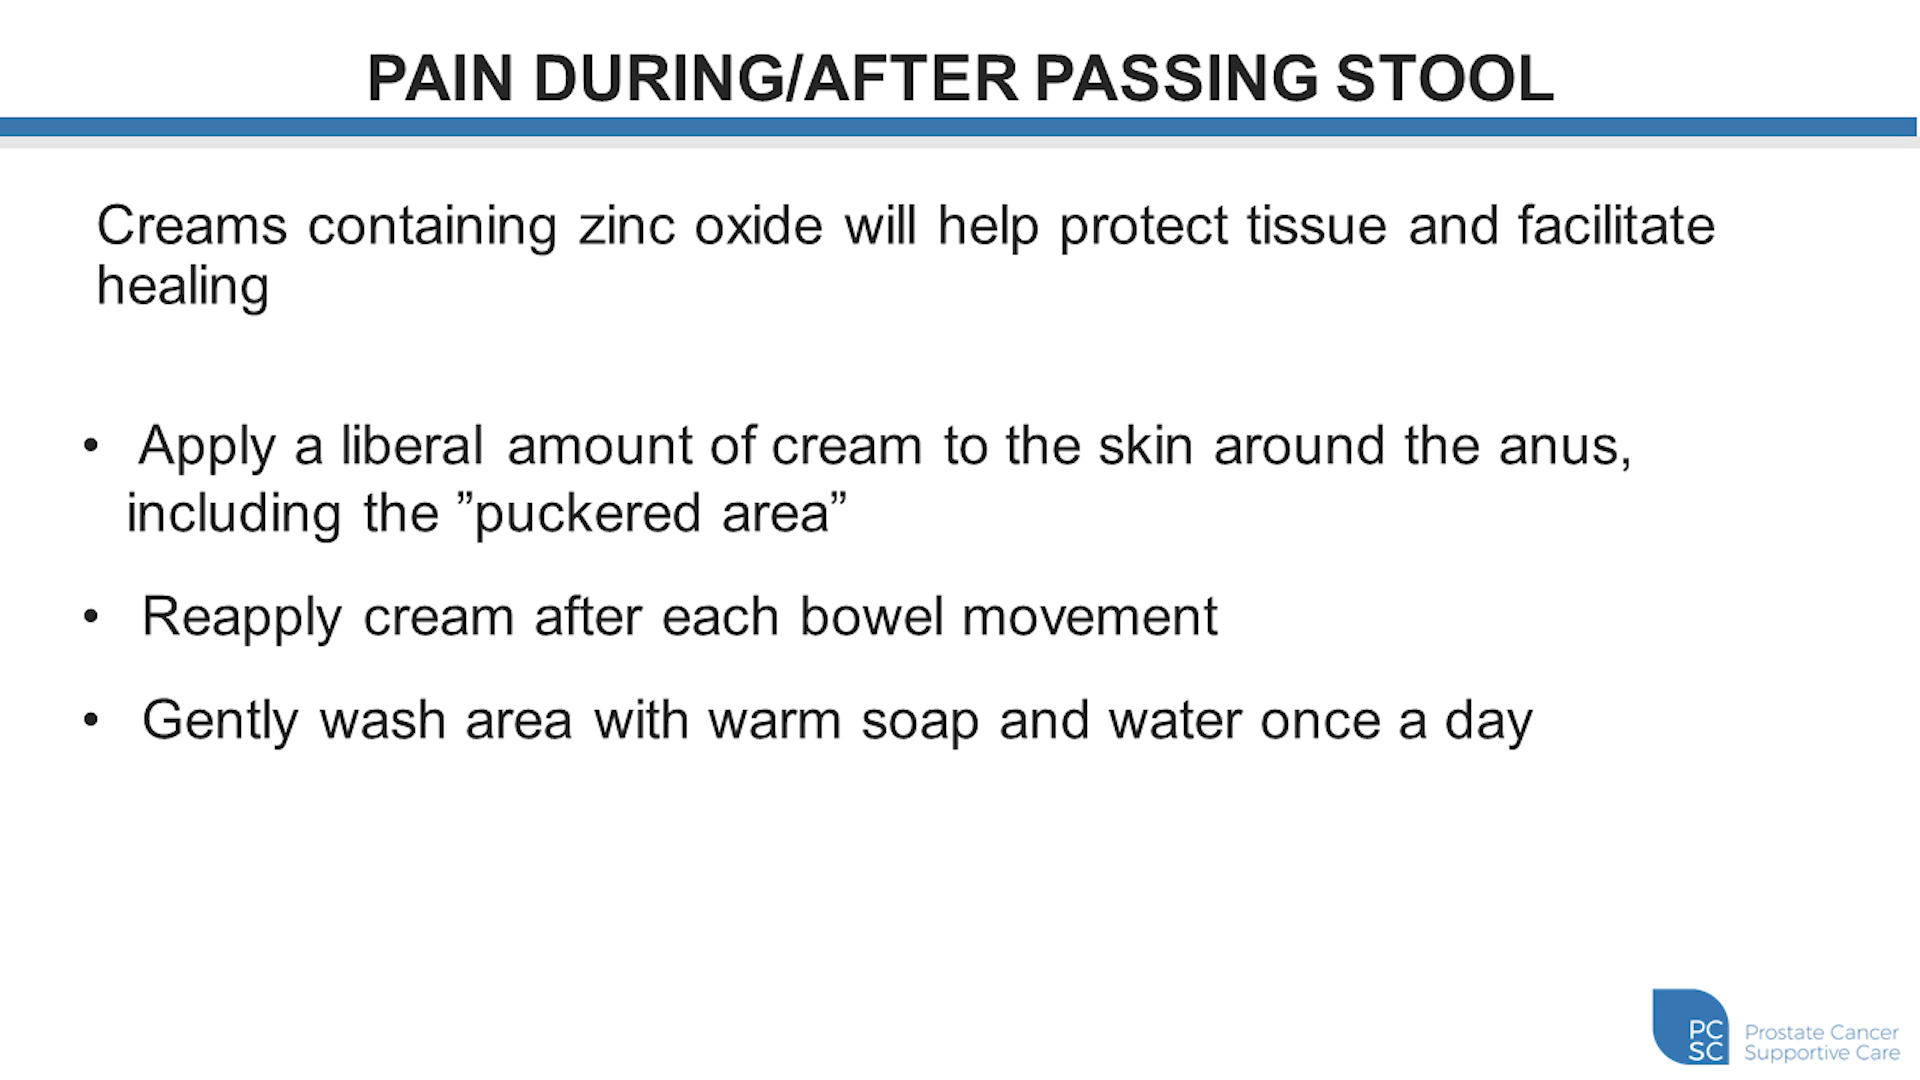 PAIN DURING/AFTER PASSING STOOL
Creams containing zinc oxide will help protect tissue and facilitate
healing
• Apply a liberal amount of cream to the skin around the anus,
including the ”puckered area”
• Reapply cream after each bowel movement
• Gently wash area with warm soap and water once a day
PC
SC
Prostate Cancer
Supportive Care